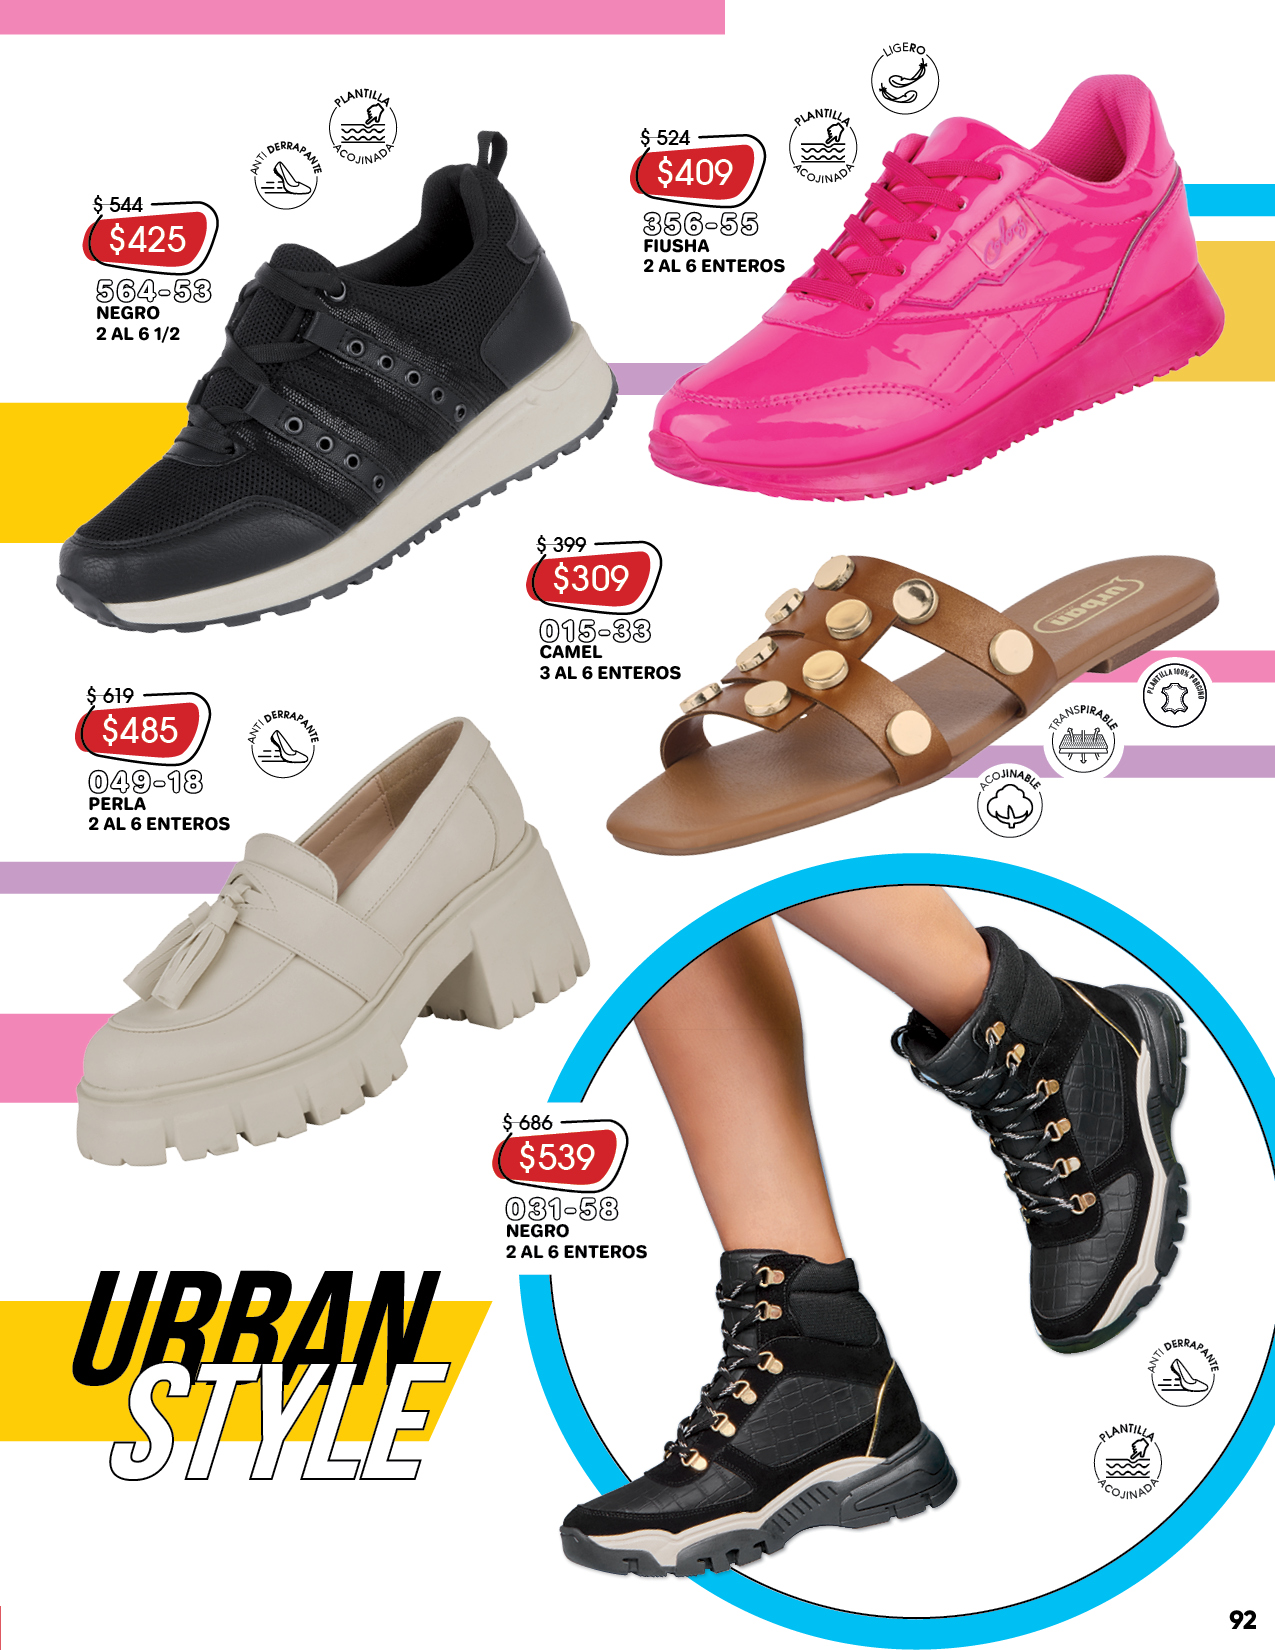 PLANTILLA
ACOJINADA
ANTI DERRAPANTE
$ 544
$425
564-53
NEGRO
2 AL 6 1/2
LIGERO
PLANTILLA
ACOJINADA
$ 524
$409
356-55
FIUSHA
2 AL 6 ENTEROS
$ 399
$309
015-33
CAMEL
3 AL 6 ENTEROS
urban
PLANTILLA 100% PORCINO
TRANSPIRABLE
ACOJINABLE
$ 619
$485
049-18
PERLA
2 AL 6 ENTEROS
ANTI DERRAPANTE
$ 686
$539
031-58
NEGRO
2 AL 6 ENTEROS
ANTI DERRAPANTE
PLANTILLA
ACOJINADA
URBAN
STYLE
92